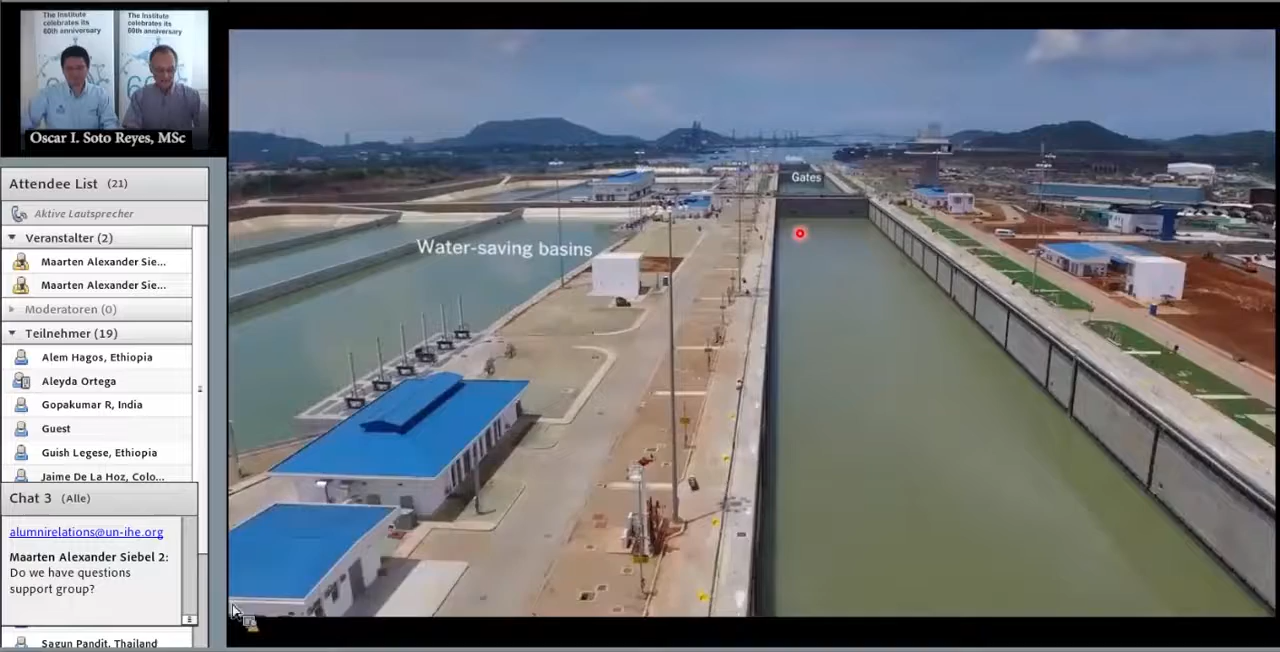 The Institute
celebrates its
60th anniversary
The Institute
celebrates its
60th anniversary
Oscar I. Soto Reyes, MSc
Attendee List (21)
Aktive Lautsprecher
Veranstalter (2)
Maarten Alexander Sie...
Maarten Alexander Sie...
Moderatoren (0)
Teilnehmer (19)
Alem Hagos, Ethiopia
Aleyda Ortega
Gopakumar R, India
Guest
Guish Legese, Ethiopia
Jaime De La Hoz, Colo...
Chat 3 (Alle)
alumnirelations@un-ihe.org
Maarten Alexander Siebel 2:
Do we have questions
support group?
Sagun Pandit, Thailand
Gates
Water-saving basins